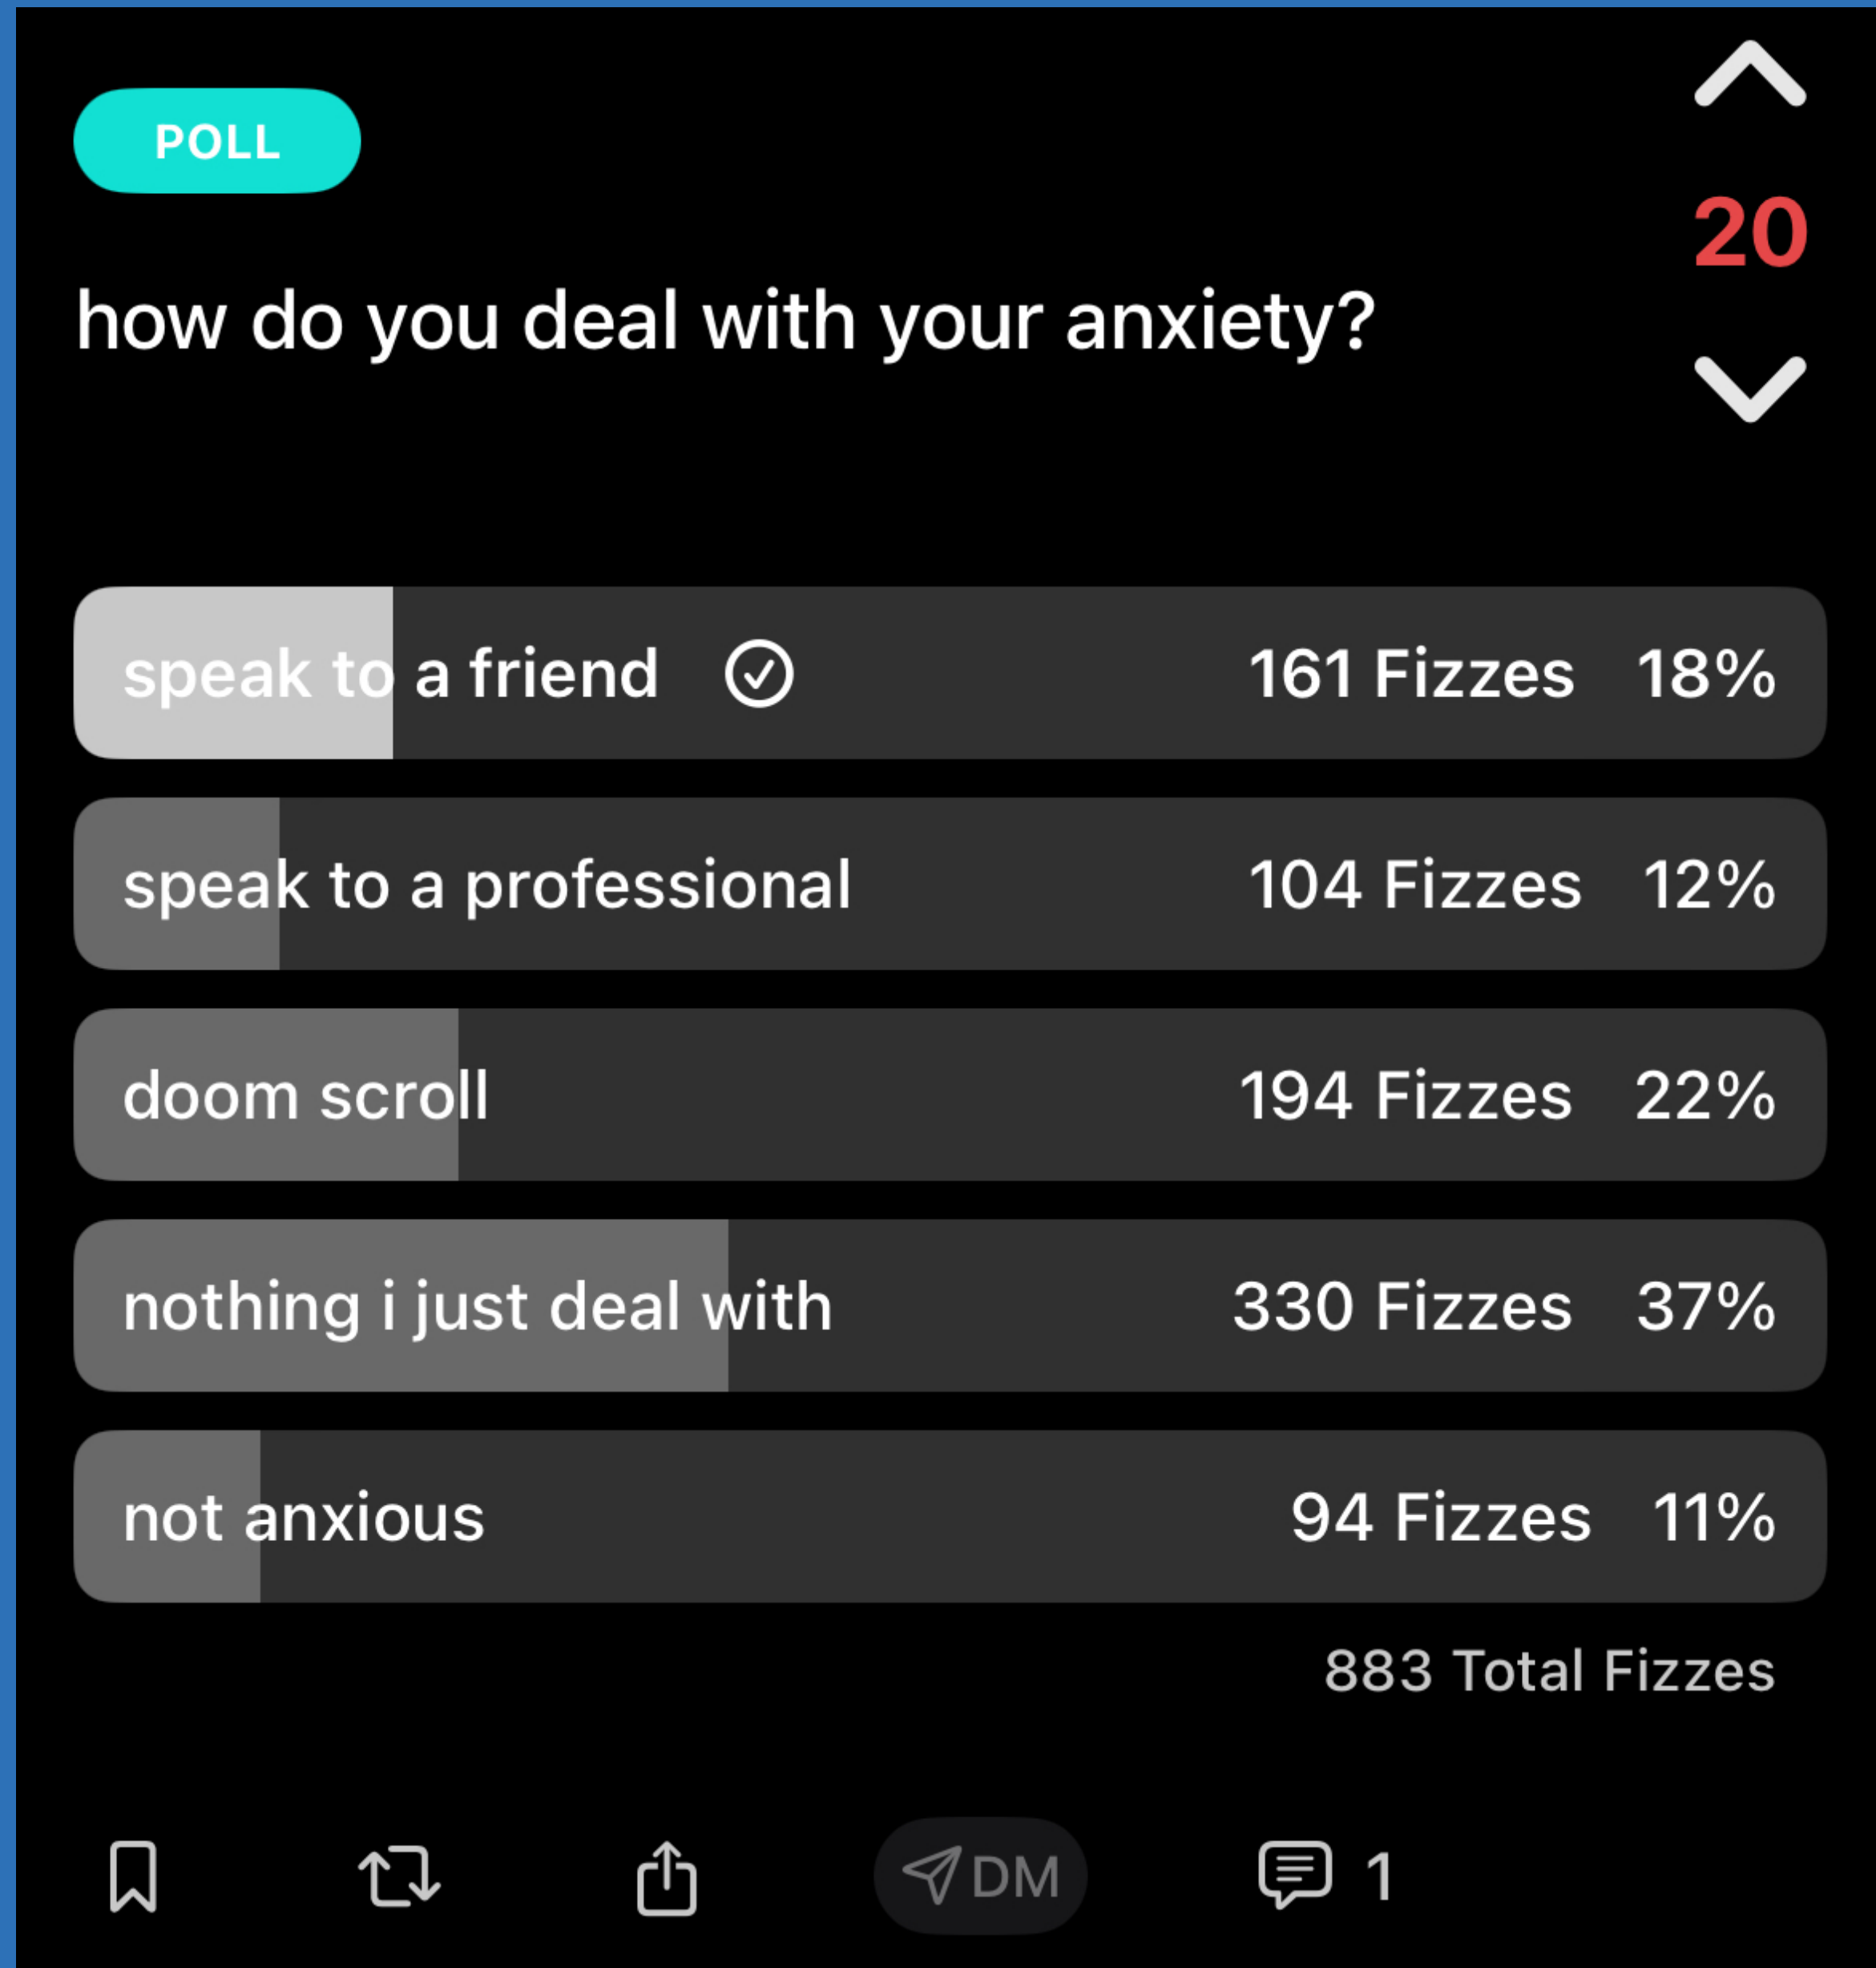 POLL
20
how do you deal with your anxiety?
speak to a friend 161 Fizzes 18%
speak to a professional 104 Fizzes 12%
doom scroll 194 Fizzes 22%
nothing i just deal with 330 Fizzes 37%
not anxious 94 Fizzes 11%
883 Total Fizzes
DM 1